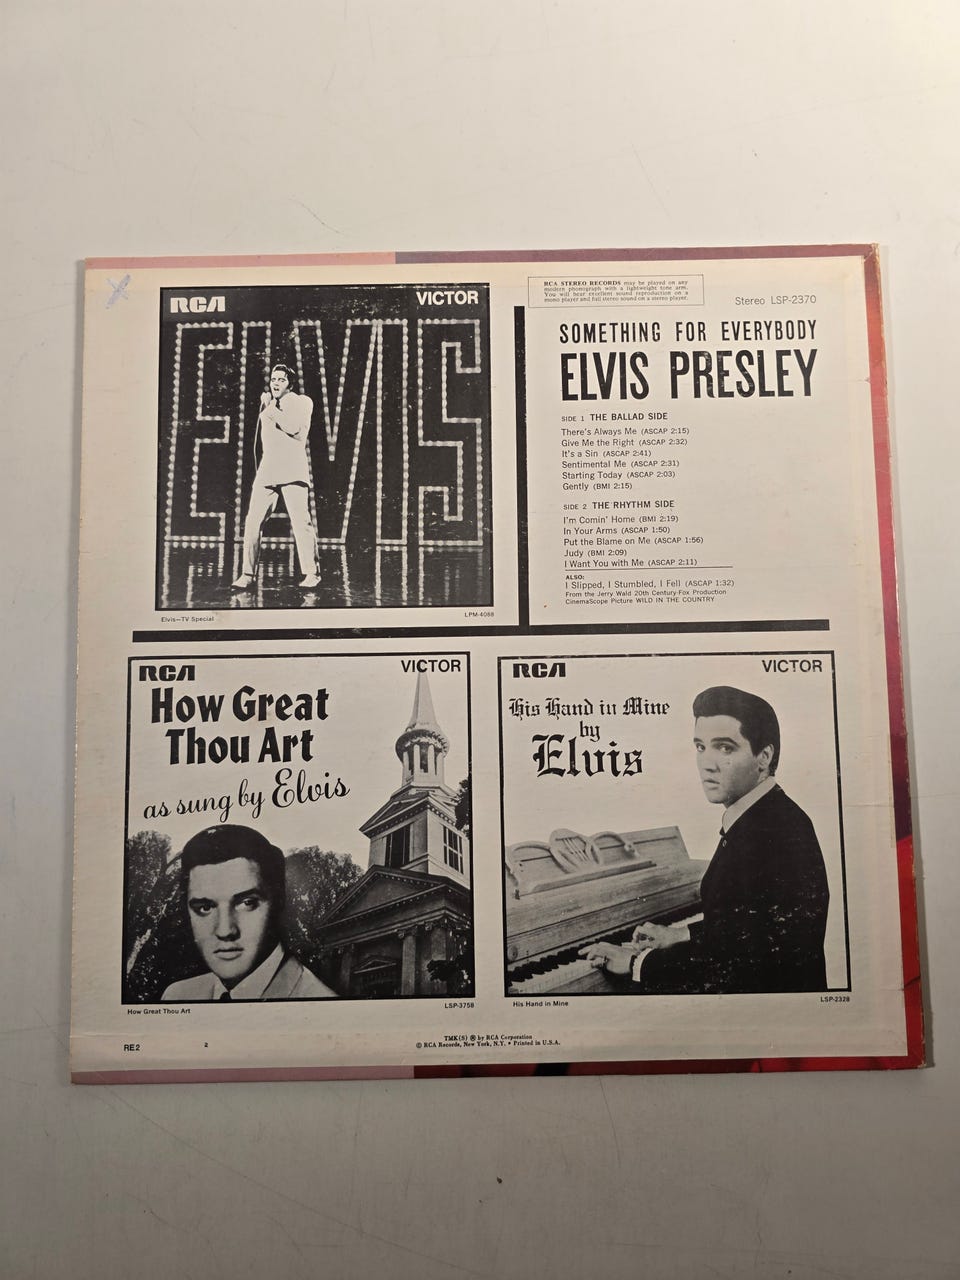 RCA VICTOR
ELVIS
Elvis—TV Special LPM-4088
RCA STEREO RECORDS may be played on any
modern phonograph with a lightweight tone arm.
You will hear excellent sound reproduction on a
mono player and full stereo sound on a stereo player.
Stereo LSP-2370
SOMETHING FOR EVERYBODY
ELVIS PRESLEY
SIDE 1 THE BALLAD SIDE
There's Always Me (ASCAP 2:15)
Give Me the Right (ASCAP 2:32)
It's a Sin (ASCAP 2:41)
Sentimental Me (ASCAP 2:31)
Starting Today (ASCAP 2:03)
Gently (BMI 2:15)
SIDE 2 THE RHYTHM SIDE
I'm Comin' Home (BMI 2:19)
In Your Arms (ASCAP 1:50)
Put the Blame on Me (ASCAP 1:56)
Judy (BMI 2:09)
I Want You with Me (ASCAP 2:11)
ALSO:
I Slipped, I Stumbled, I Fell (ASCAP 1:32)
From the Jerry Wald 20th Century-Fox Production
CinemaScope Picture WILD IN THE COUNTRY
RCA VICTOR
How Great
Thou Art
as sung by Elvis
How Great Thou Art LSP-3758
RCA VICTOR
His Hand in Mine
by
Elvis
His Hand in Mine LSP-2328
RE2 2
TMK(S) ® by RCA Corporation
© RCA Records, New York, N.Y. • Printed in U.S.A.